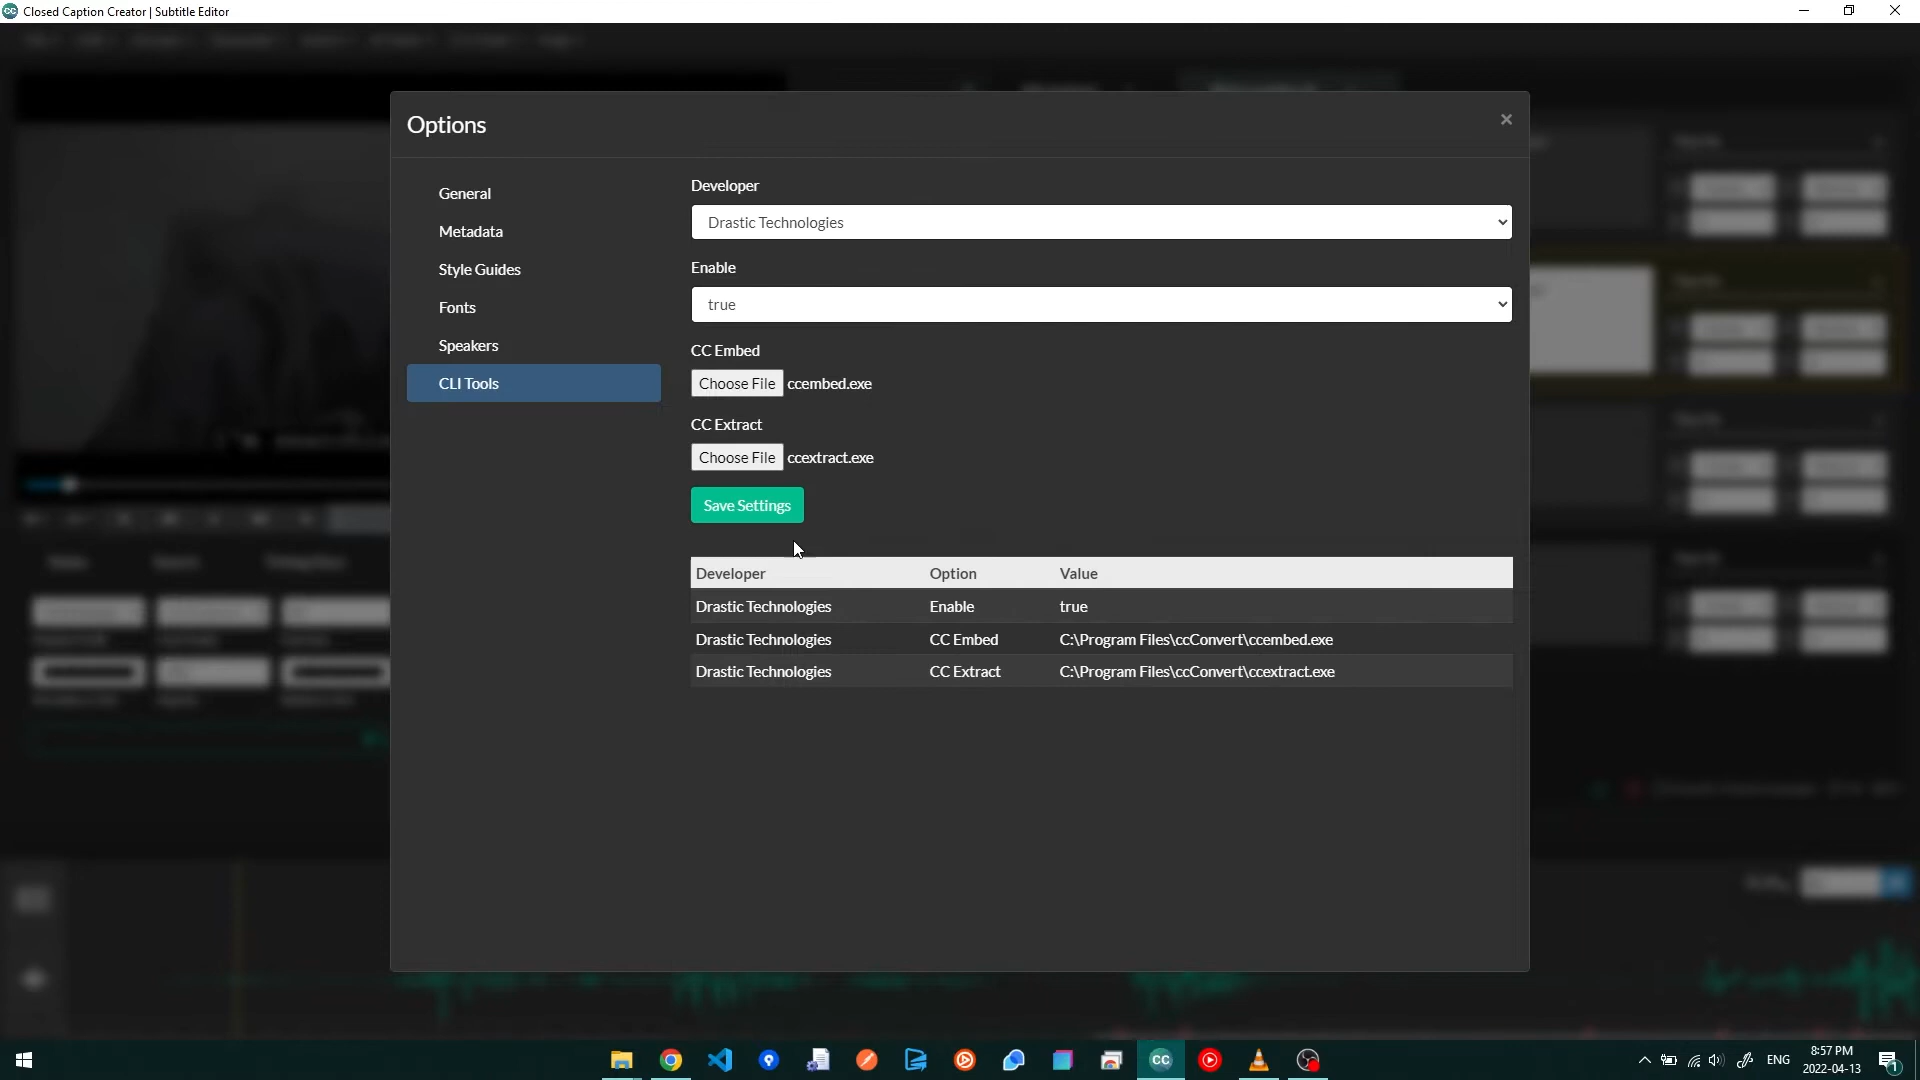 Closed Caption Creator | Subtitle Editor
Options
×
General
Metadata
Style Guides
Fonts
Speakers
CLI Tools
Developer
Drastic Technologies
Enable
true
CC Embed
Choose File ccembed.exe
CC Extract
Choose File ccextract.exe
Save Settings
Developer Option Value
Drastic Technologies Enable true
Drastic Technologies CC Embed C:\Program Files\ccConvert\ccembed.exe
Drastic Technologies CC Extract C:\Program Files\ccConvert\ccextract.exe
CC
ENG
8:57 PM
2022-04-13
1